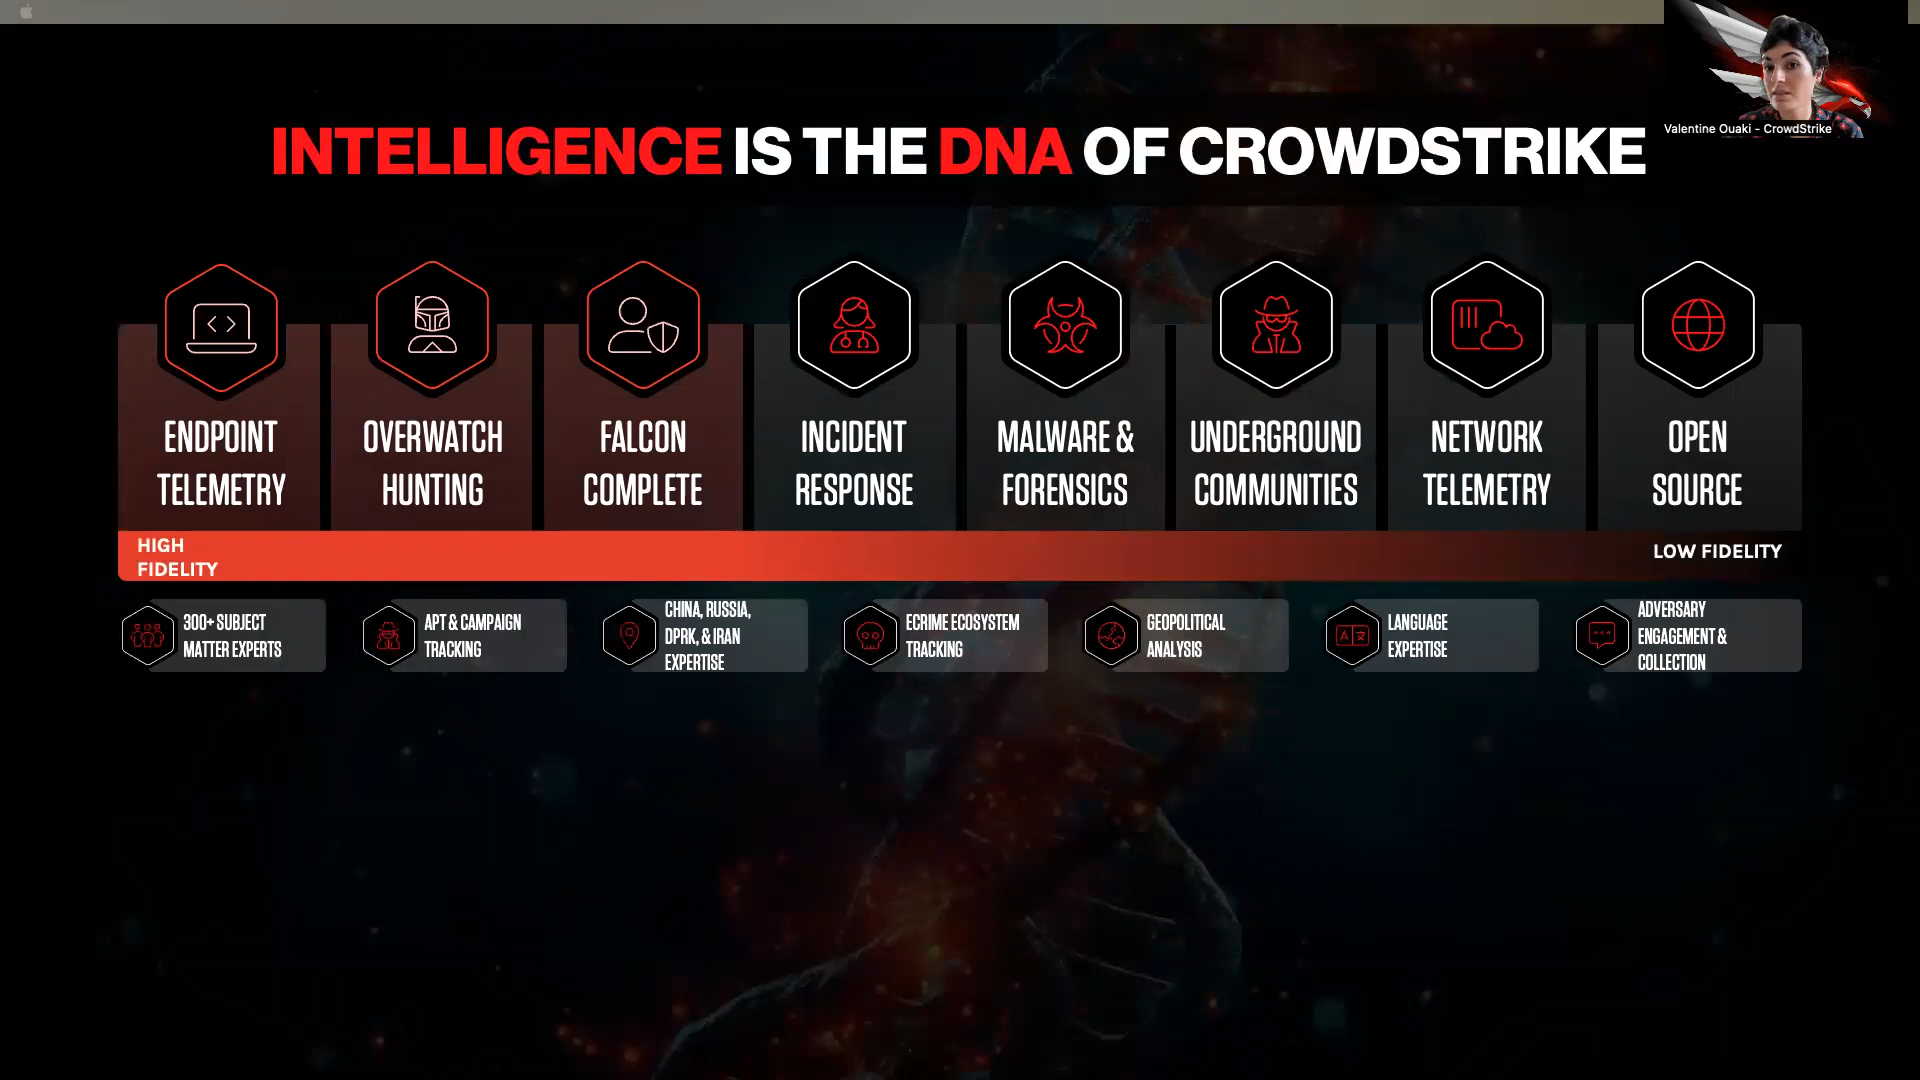 Valentine Ouaki - CrowdStrike
INTELLIGENCE IS THE DNA OF CROWDSTRIKE
ENDPOINT
TELEMETRY
OVERWATCH
HUNTING
FALCON
COMPLETE
INCIDENT
RESPONSE
MALWARE &
FORENSICS
UNDERGROUND
COMMUNITIES
NETWORK
TELEMETRY
OPEN
SOURCE
HIGH
FIDELITY
LOW FIDELITY
300+ SUBJECT
MATTER EXPERTS
APT & CAMPAIGN
TRACKING
CHINA, RUSSIA,
DPRK, & IRAN
EXPERTISE
ECRIME ECOSYSTEM
TRACKING
GEOPOLITICAL
ANALYSIS
LANGUAGE
EXPERTISE
ADVERSARY
ENGAGEMENT &
COLLECTION